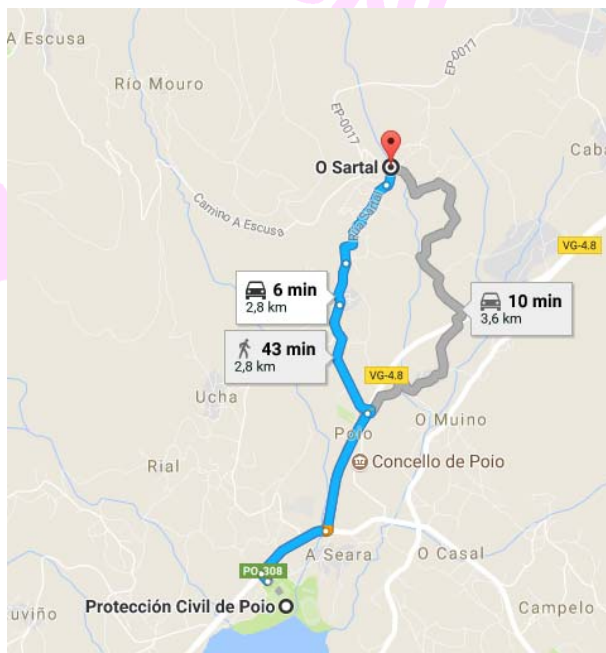 A Escusa
Río Mouro
EP-0017
EP-0017
O Sartal
Caba
Camino A Escusa
VG-4.8
6 min
2,8 km
10 min
3,6 km
43 min
2,8 km
VG-4.8
Ucha
O Muino
Poio
Concello de Poio
Rial
A Seara
O Casal
PO-308
Protección Civil de Poio
uviño
Campelo